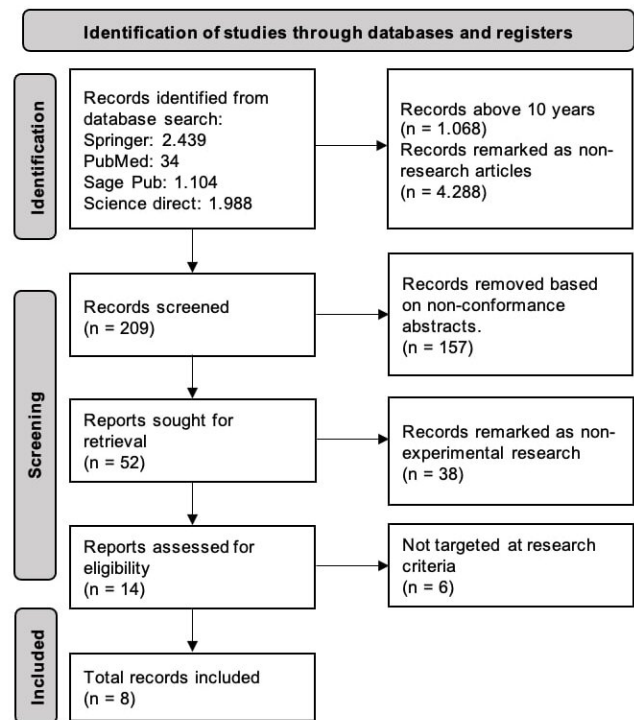 Identification of studies through databases and registers
Identification
Records identified from
database search:
Springer: 2.439
PubMed: 34
Sage Pub: 1.104
Science direct: 1.988
Records above 10 years
(n = 1.068)
Records remarked as non-
research articles
(n = 4.288)
Screening
Records screened
(n = 209)
Records removed based
on non-conformance
abstracts.
(n = 157)
Reports sought for
retrieval
(n = 52)
Records remarked as non-
experimental research
(n = 38)
Reports assessed for
eligibility
(n = 14)
Not targeted at research
criteria
(n = 6)
Included
Total records included
(n = 8)